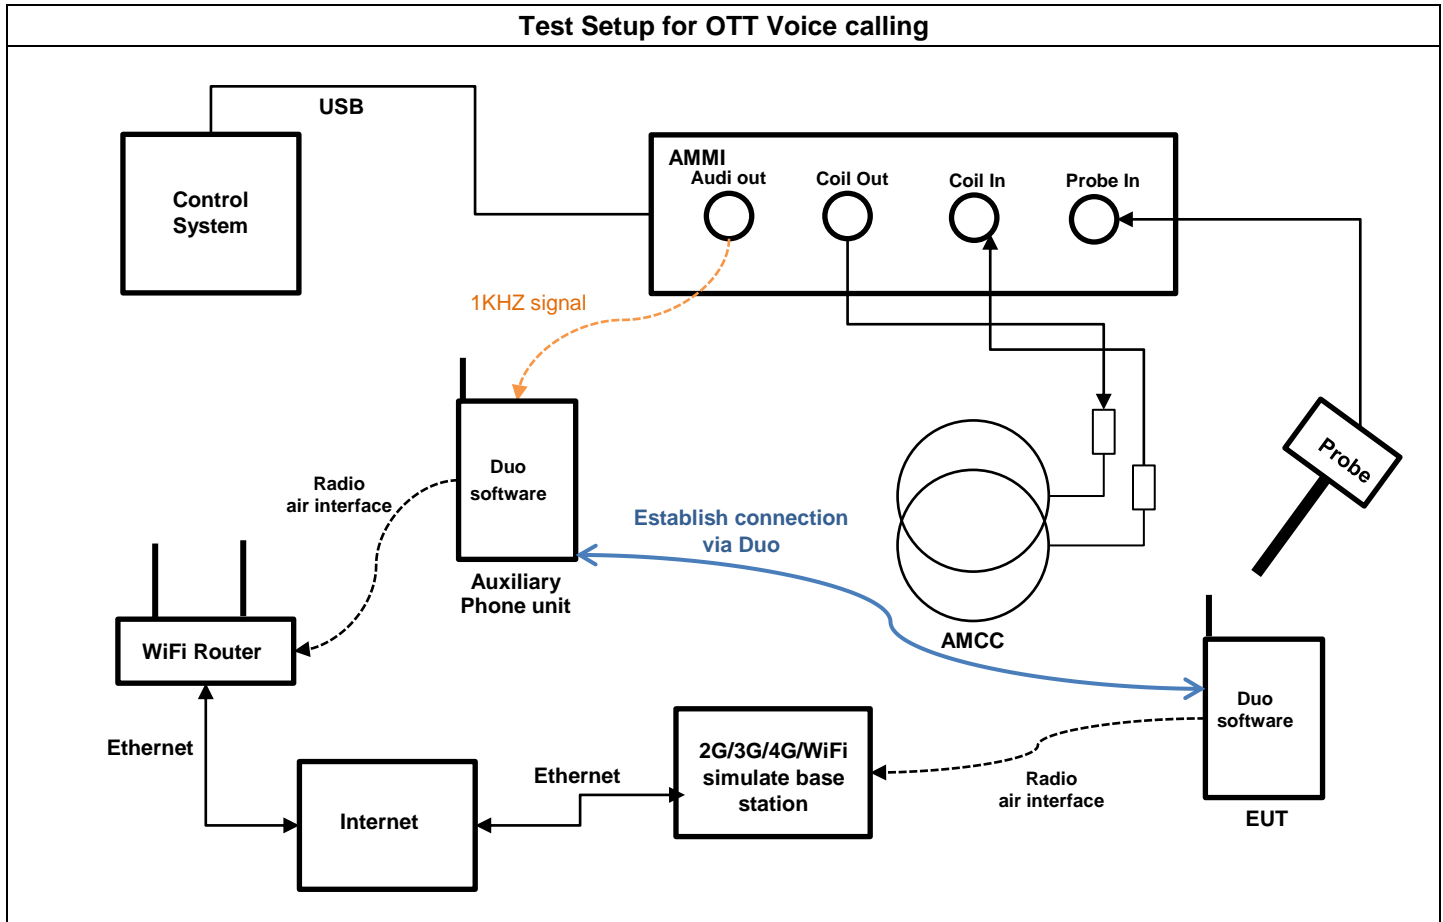 Test Setup for OTT Voice calling
USB
Control
System
AMMI
Audi out
Coil Out
Coil In
Probe In
1KHZ signal
Duo
software
Auxiliary
Phone unit
Radio
air interface
WiFi Router
Establish connection
via Duo
AMCC
Probe
Duo
software
EUT
Radio
air interface
2G/3G/4G/WiFi
simulate base
station
Ethernet
Internet
Ethernet